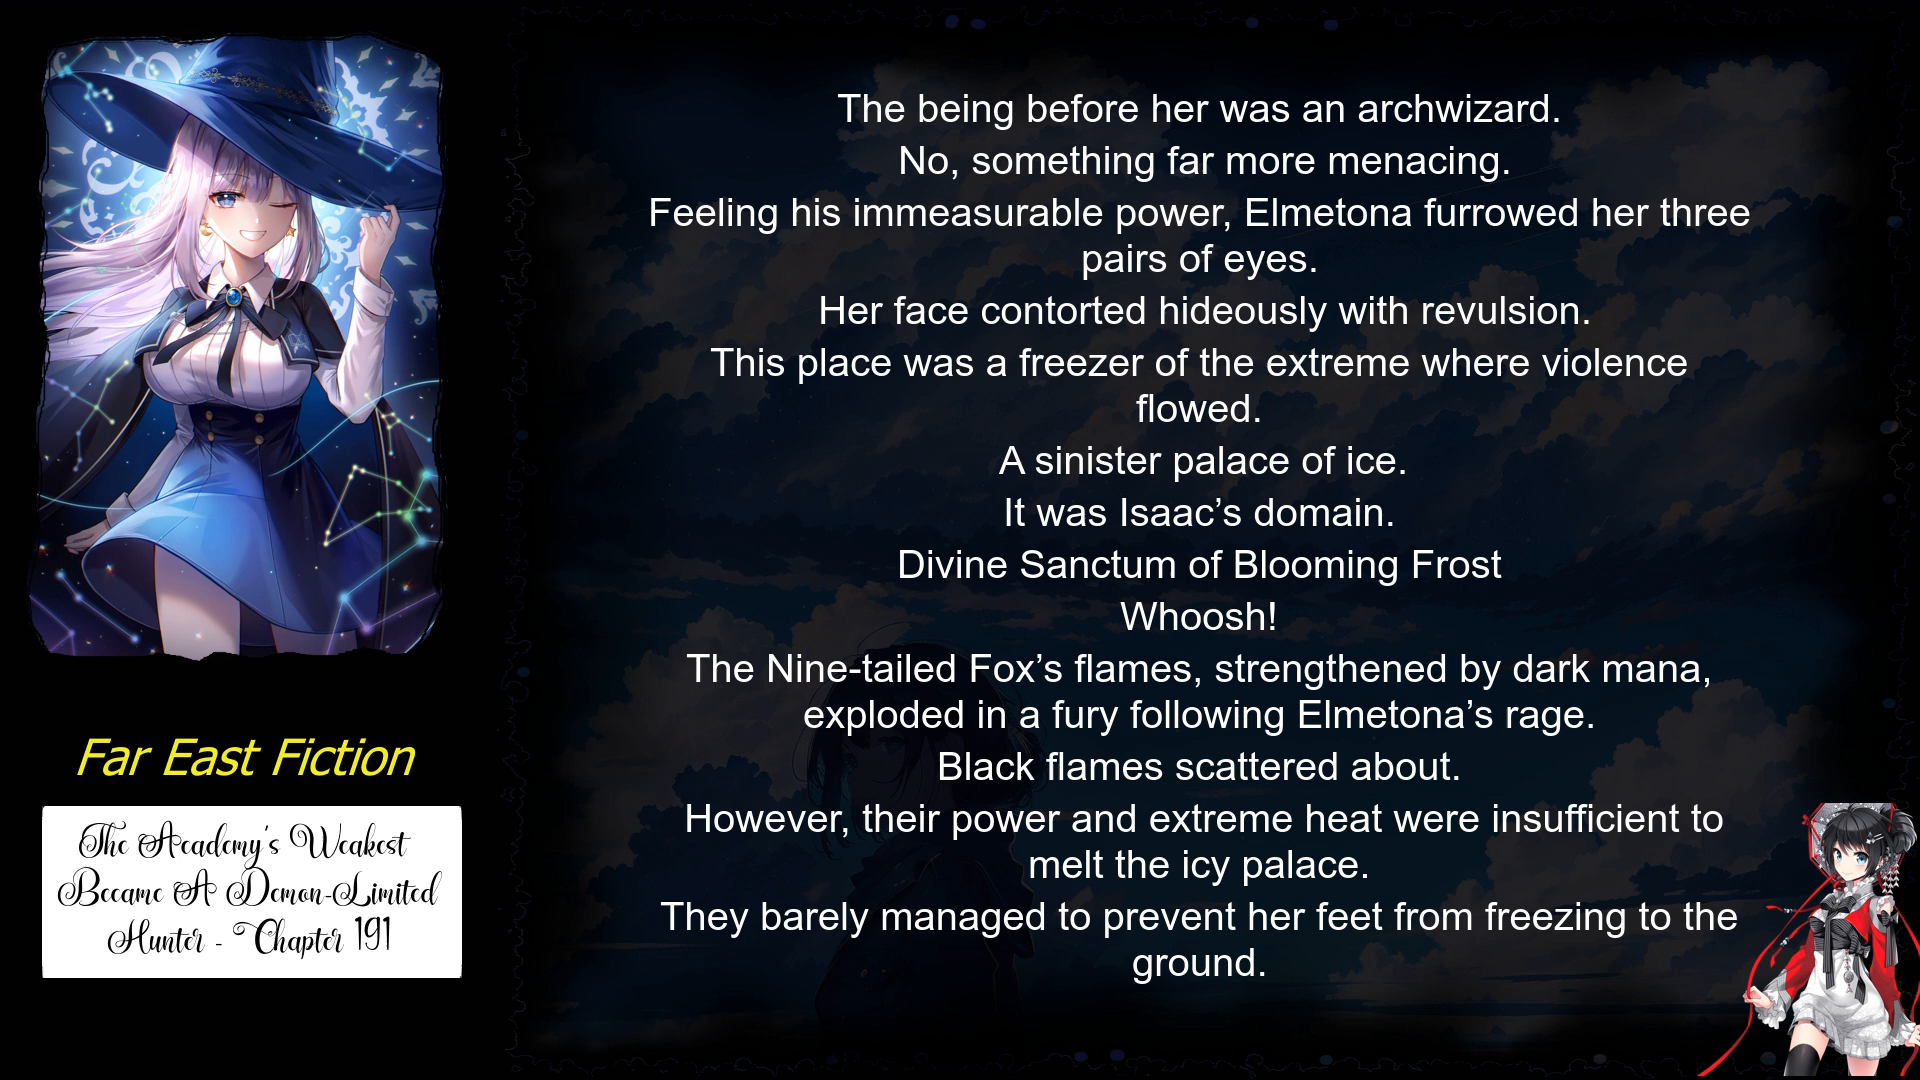 The being before her was an archwizard.
No, something far more menacing.
Feeling his immeasurable power, Elmetona furrowed her three
pairs of eyes.
Her face contorted hideously with revulsion.
This place was a freezer of the extreme where violence
flowed.
A sinister palace of ice.
It was Isaac’s domain.
Divine Sanctum of Blooming Frost
Whoosh!
The Nine-tailed Fox’s flames, strengthened by dark mana,
exploded in a fury following Elmetona’s rage.
Black flames scattered about.
However, their power and extreme heat were insufficient to
melt the icy palace.
They barely managed to prevent her feet from freezing to the
ground.
Far East Fiction
The Academy's Weakest
Became A Demon-Limited
Hunter - Chapter 191